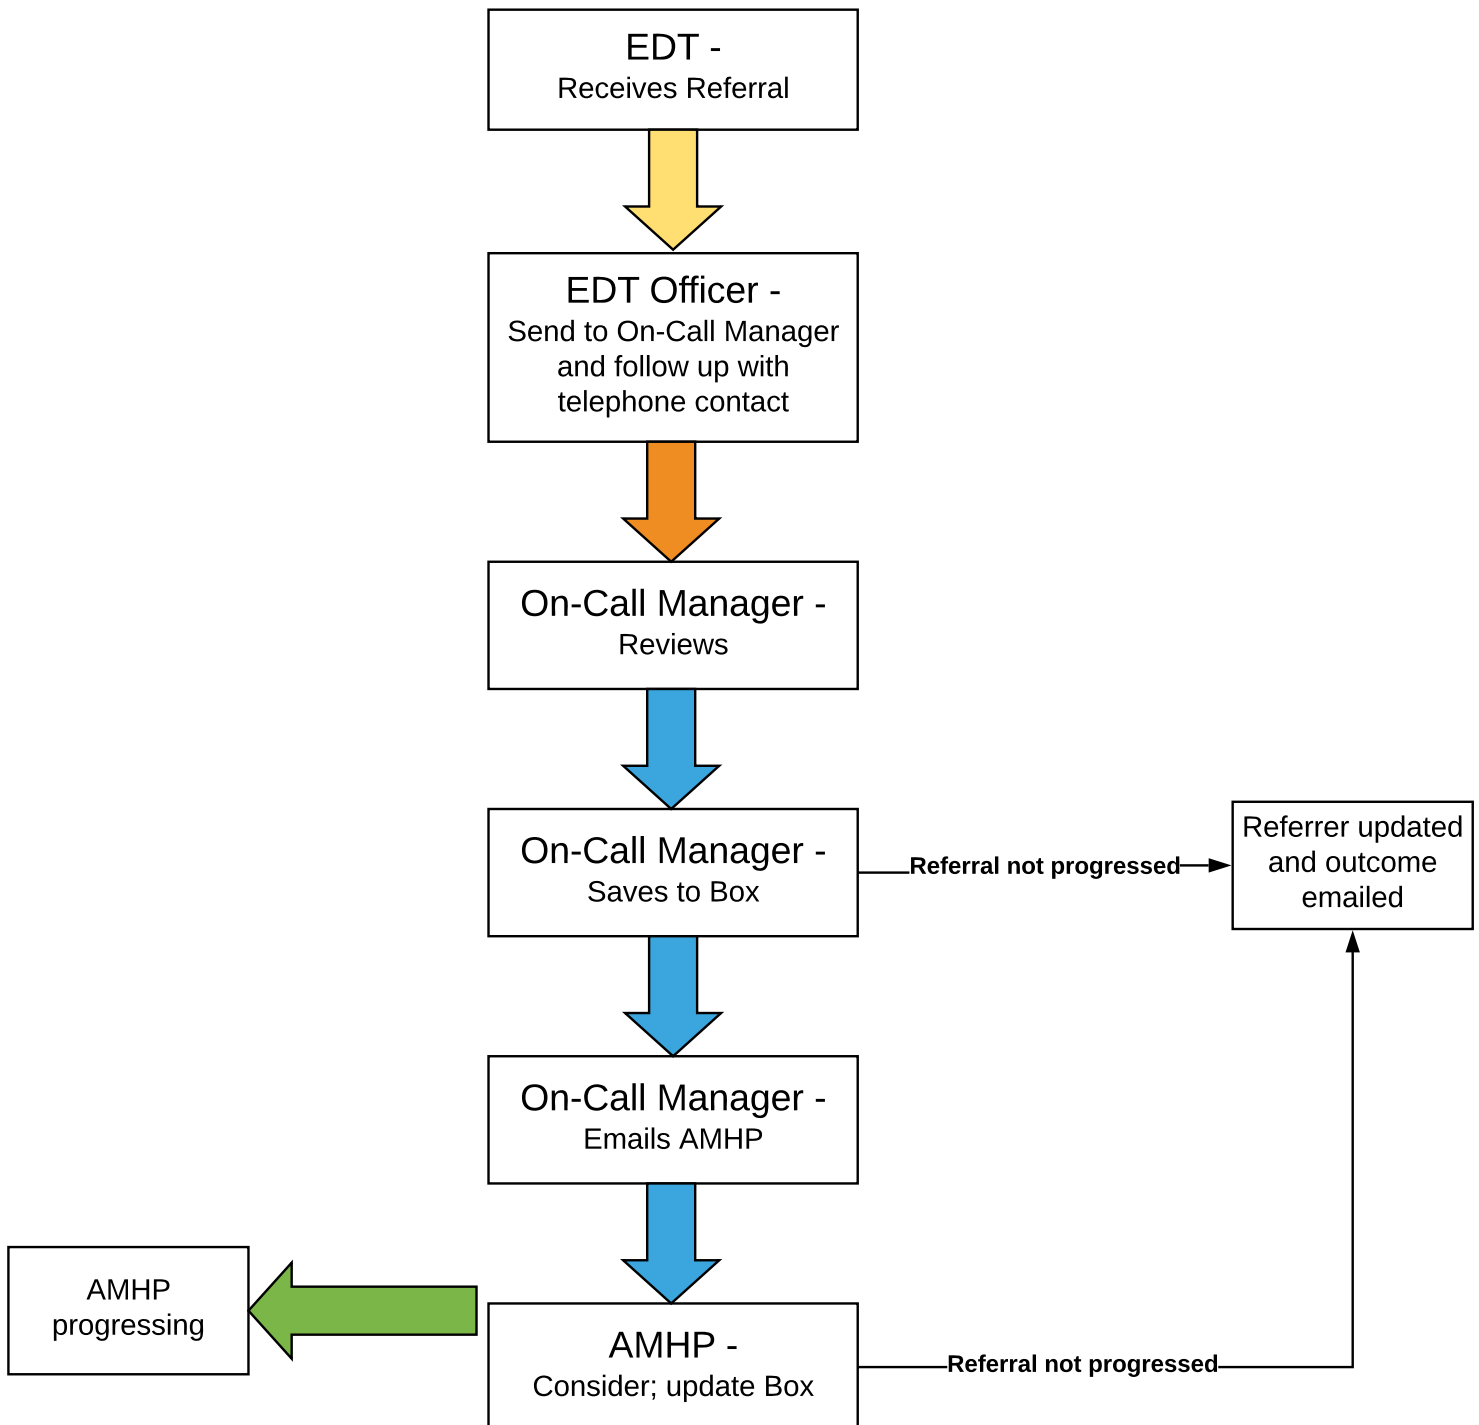 EDT -
Receives Referral
EDT Officer -
Send to On-Call Manager
and follow up with
telephone contact
On-Call Manager -
Reviews
On-Call Manager -
Saves to Box
Referral not progressed
Referrer updated
and outcome
emailed
On-Call Manager -
Emails AMHP
AMHP
progressing
AMHP -
Consider; update Box
Referral not progressed